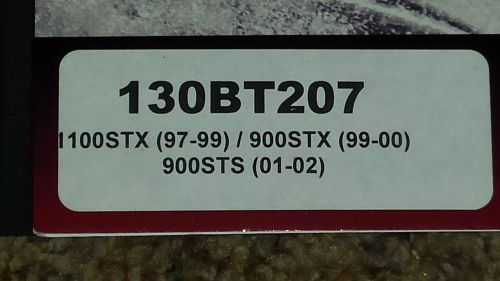 130BT207
1100STX (97-99) / 900STX (99-00)
900STS (01-02)